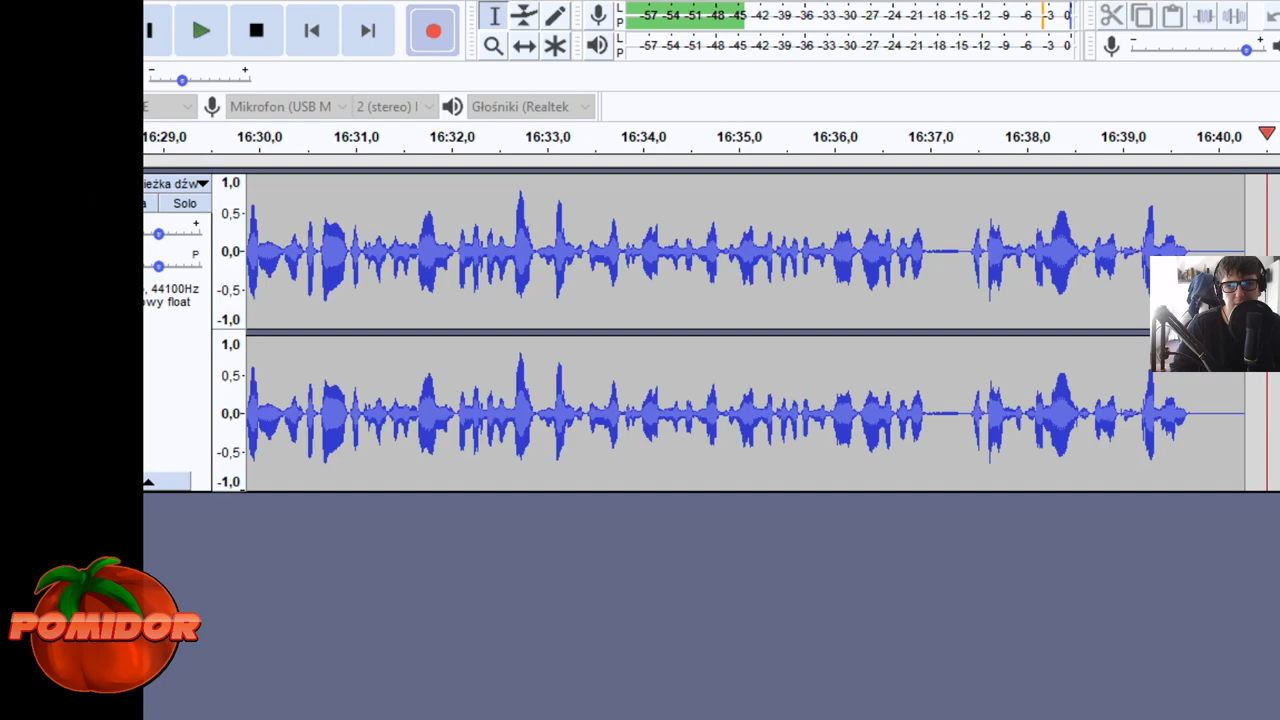 L
P
-57 -54 -51 -48 -45 -42 -39 -36 -33 -30 -27 -24 -21 -18 -15 -12 -9 -6 -3 0
L
P
-57 -54 -51 -48 -45 -42 -39 -36 -33 -30 -27 -24 -21 -18 -15 -12 -9 -6 -3 0
- +
- +
E Mikrofon (USB M 2 (stereo) Głośniki (Realtek
16:29,0 16:30,0 16:31,0 16:32,0 16:33,0 16:34,0 16:35,0 16:36,0 16:37,0 16:38,0 16:39,0 16:40,0
ieżka dźw
Solo
+
P
, 44100Hz
owy float
1,0
0,5
0,0
-0,5
-1,0
1,0
0,5
0,0
-0,5
-1,0
POMIDOR